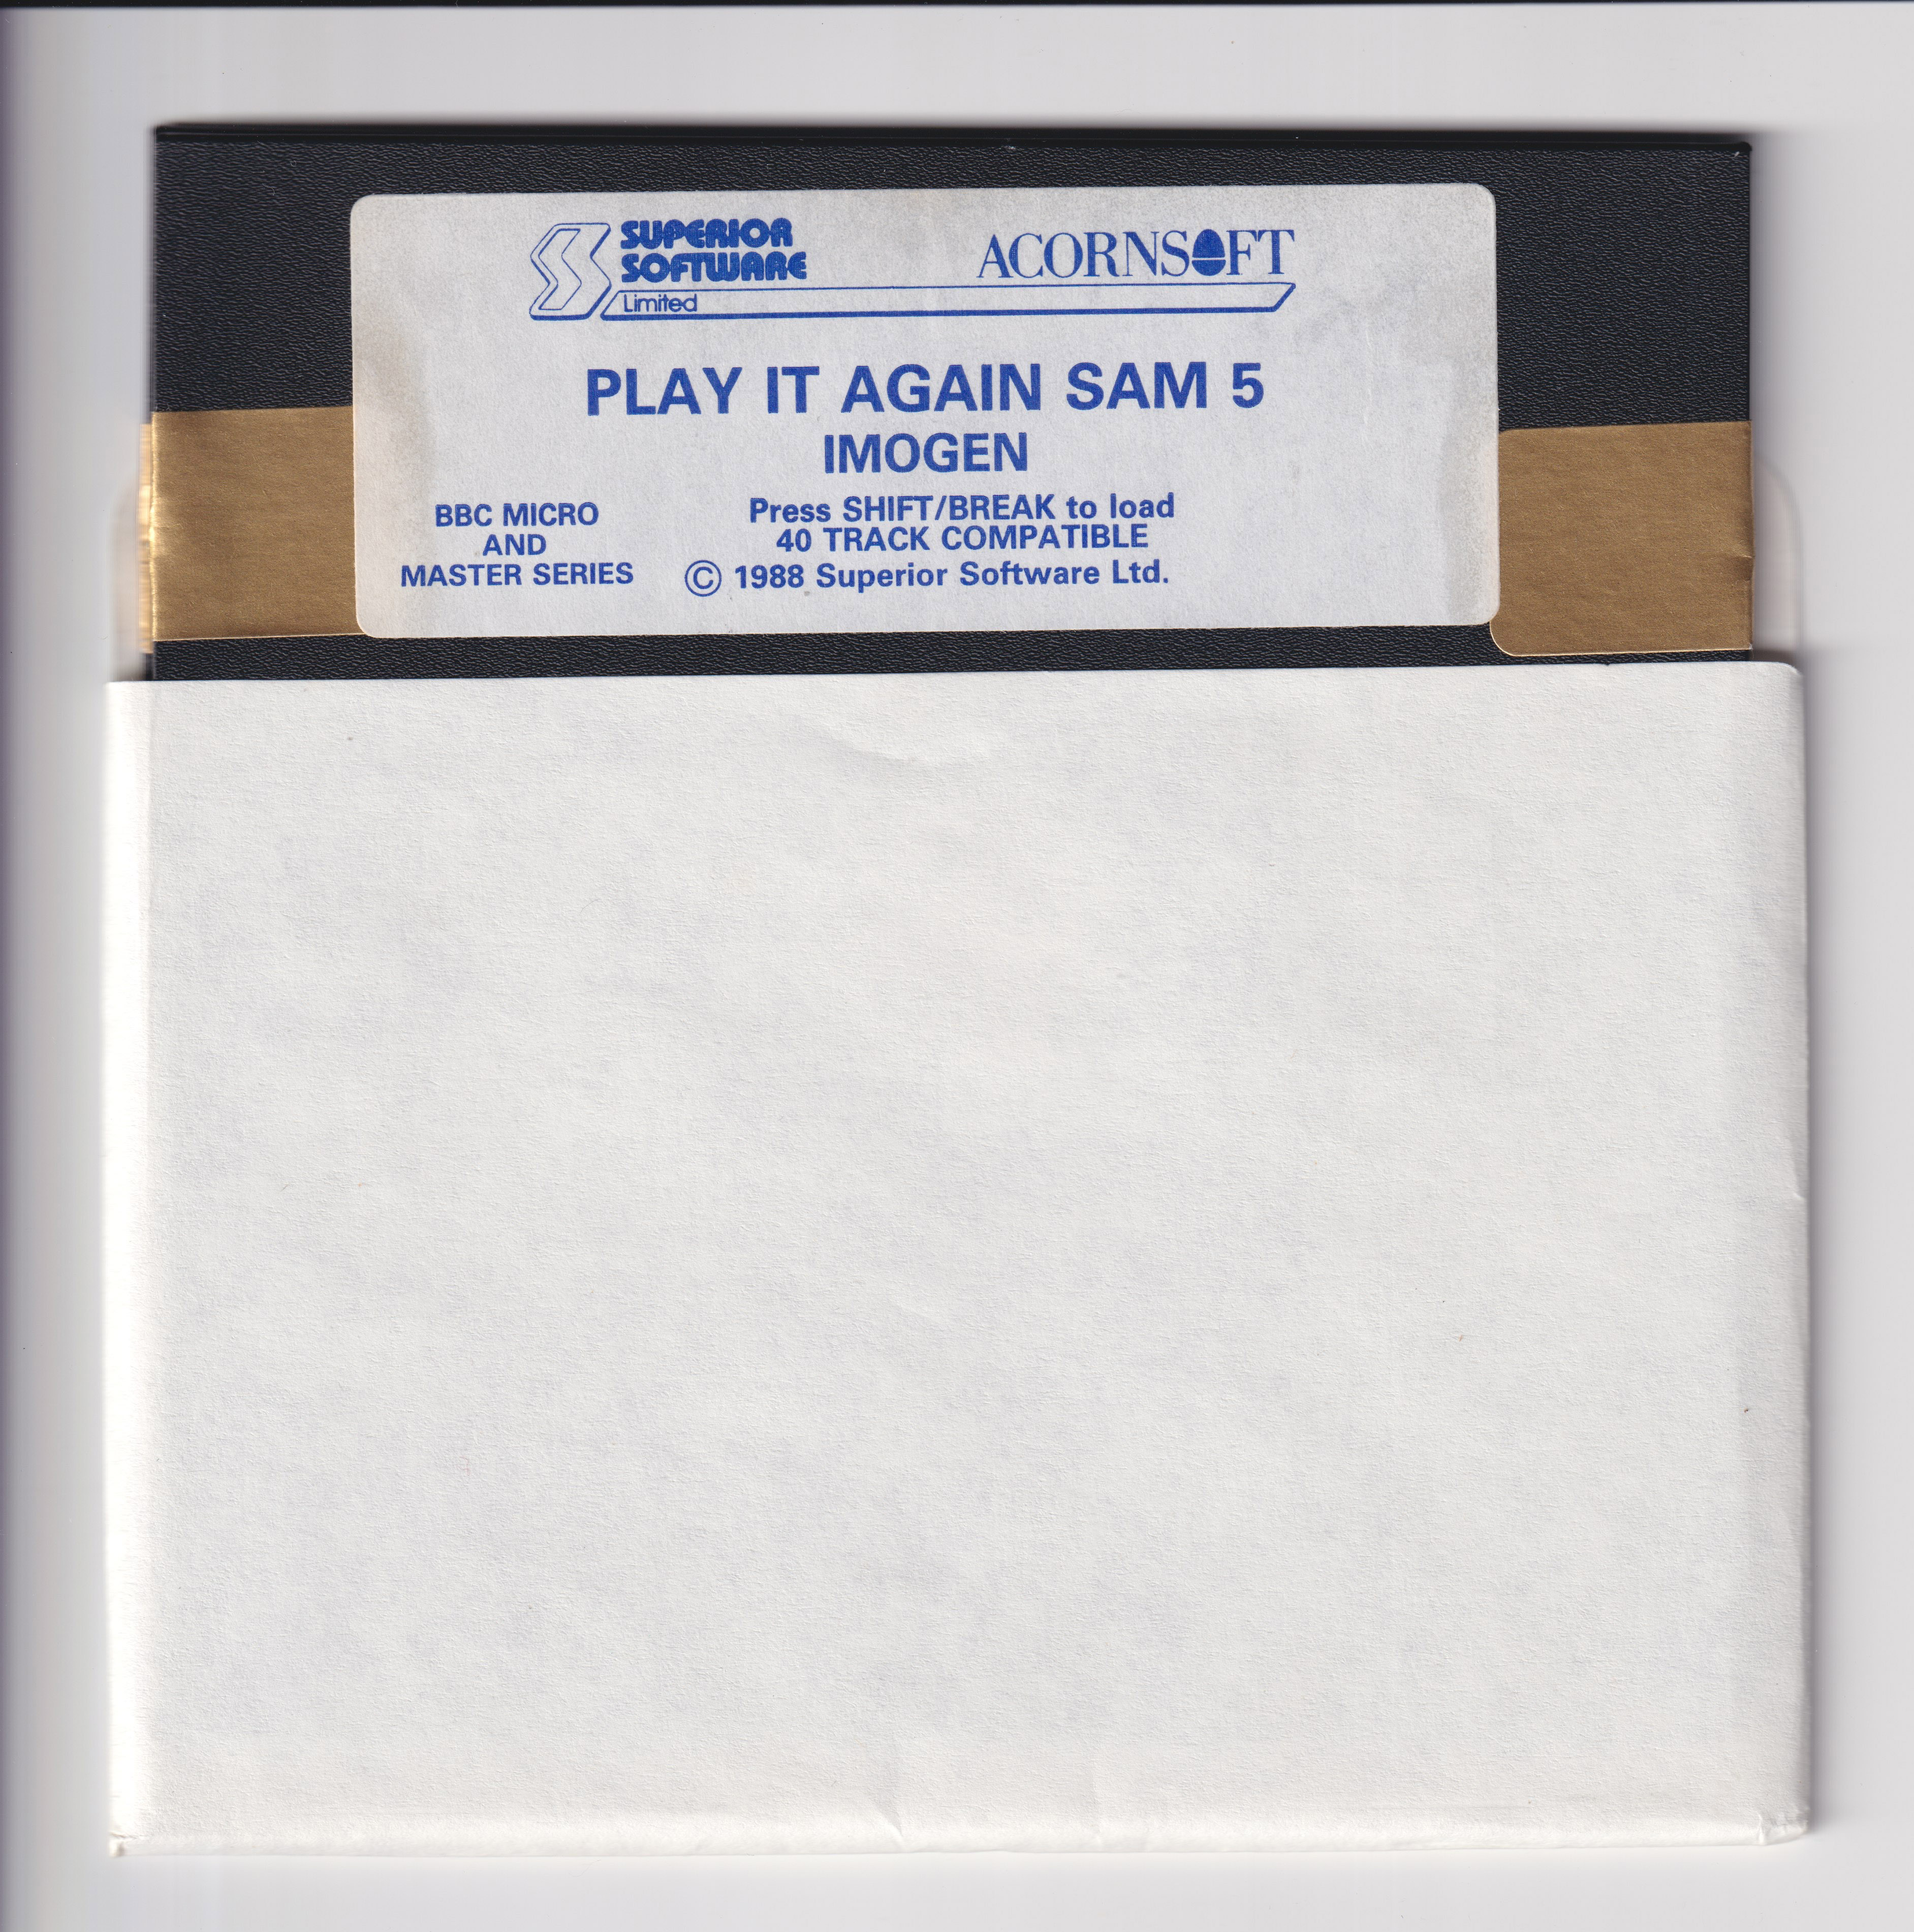 SUPERIOR
SOFTWARE
Limited
ACORNSOFT
PLAY IT AGAIN SAM 5
IMOGEN
BBC MICRO
AND
MASTER SERIES
Press SHIFT/BREAK to load
40 TRACK COMPATIBLE
© 1988 Superior Software Ltd.